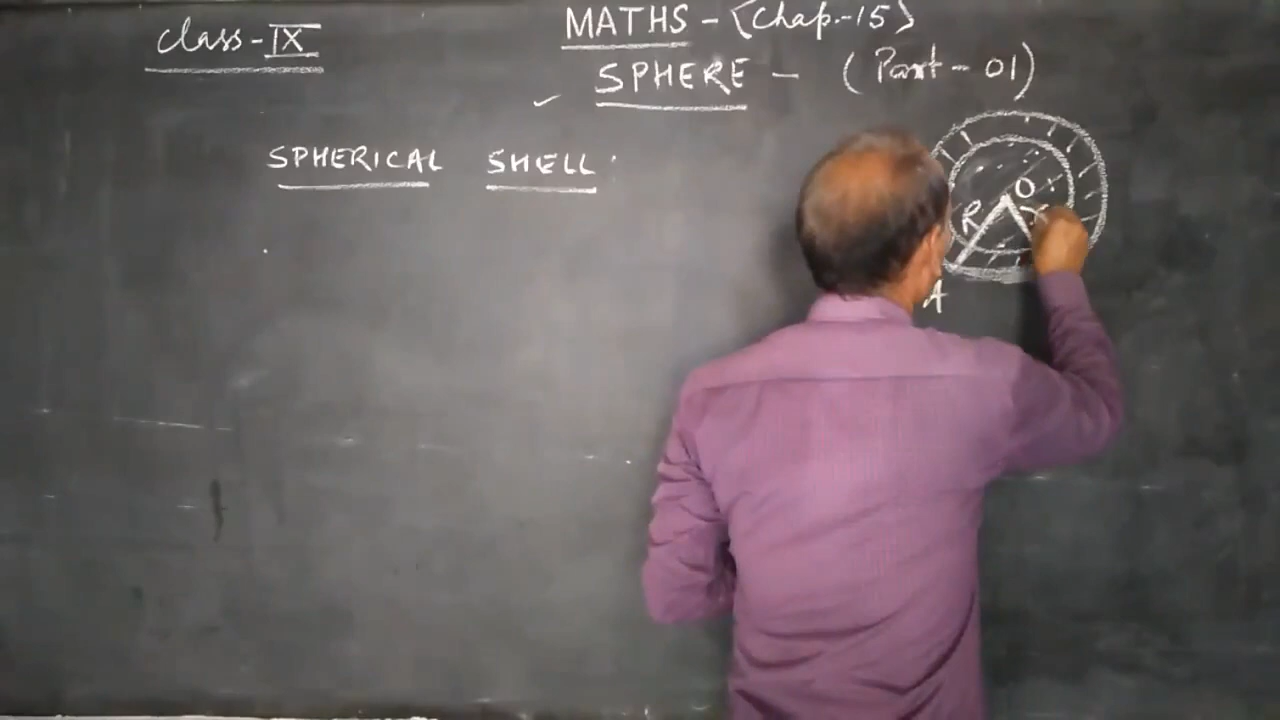 class-IX
MATHS - {Chap.-15}
SPHERE - (Part-01)
SPHERICAL SHELL:
O
R
A